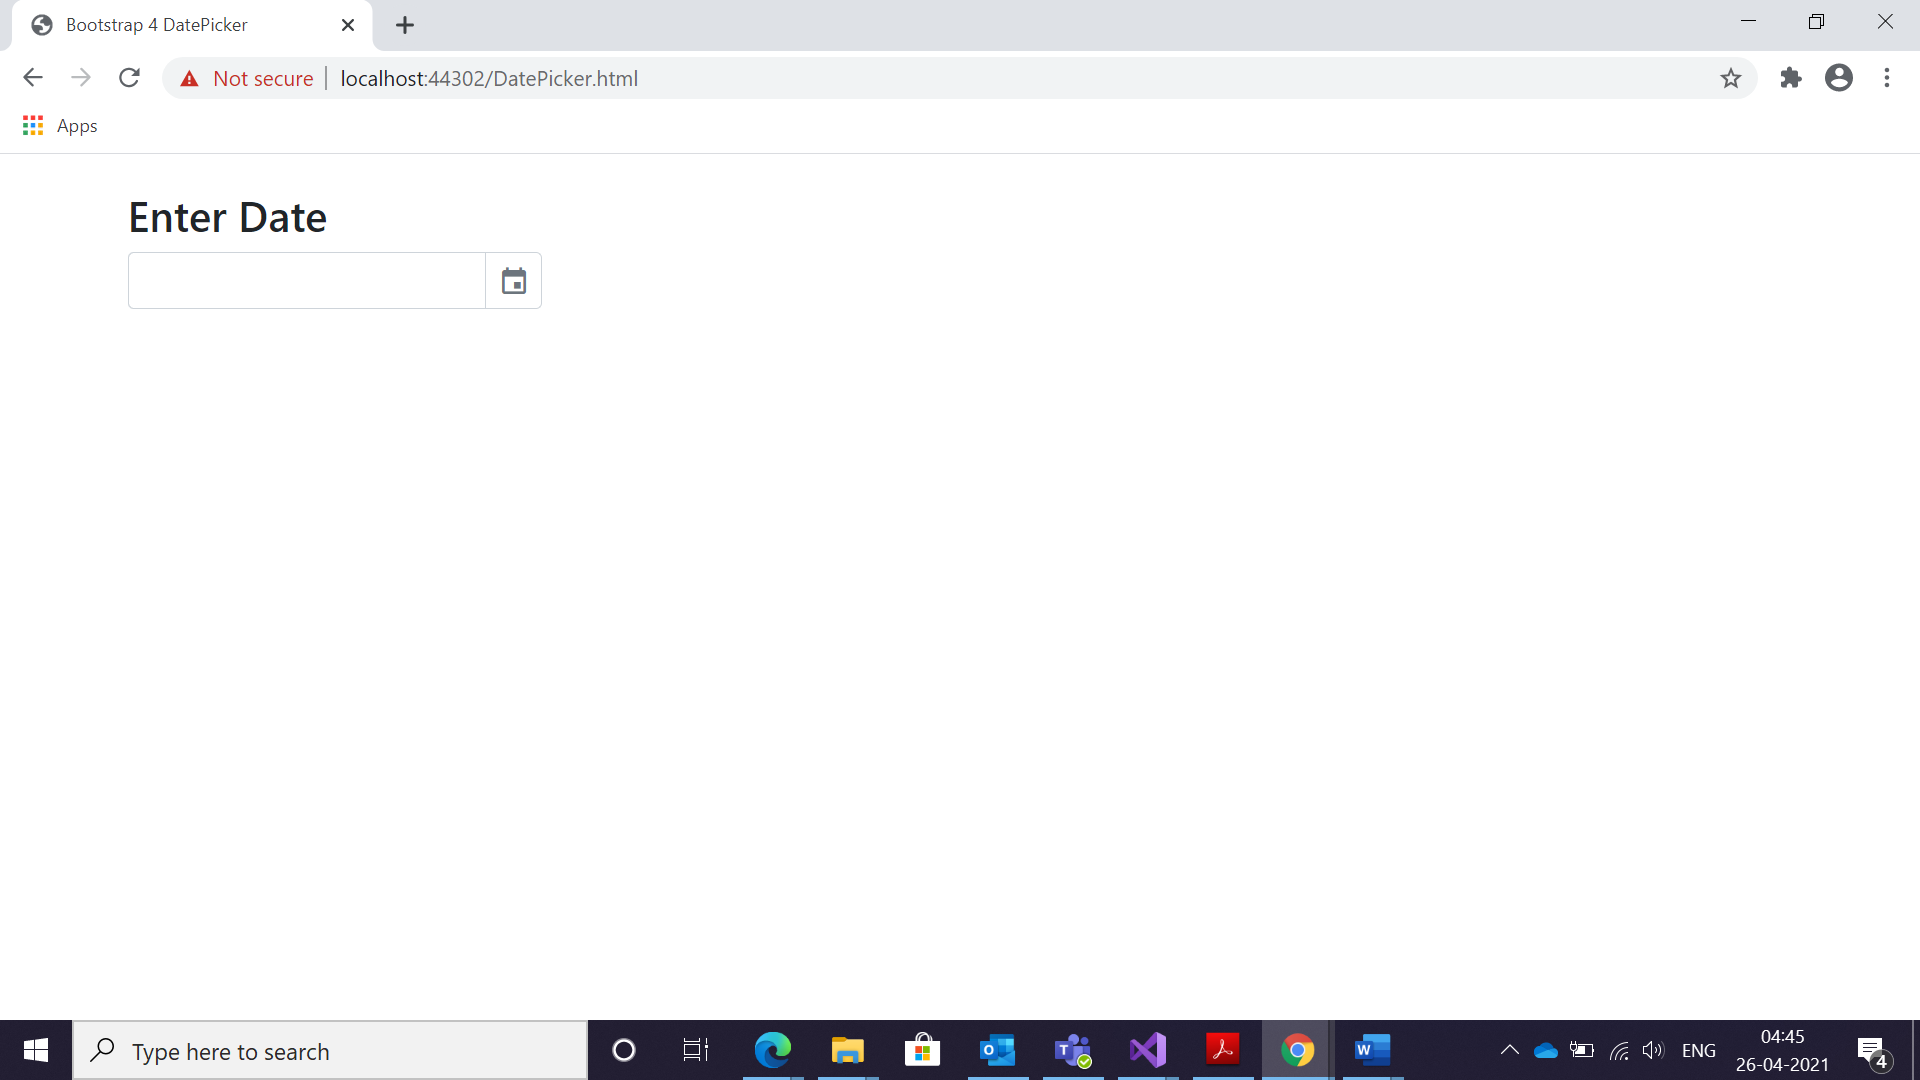 Bootstrap 4 DatePicker
Not secure localhost:44302/DatePicker.html
Apps
Enter Date
Type here to search
ENG
04:45
26-04-2021
4